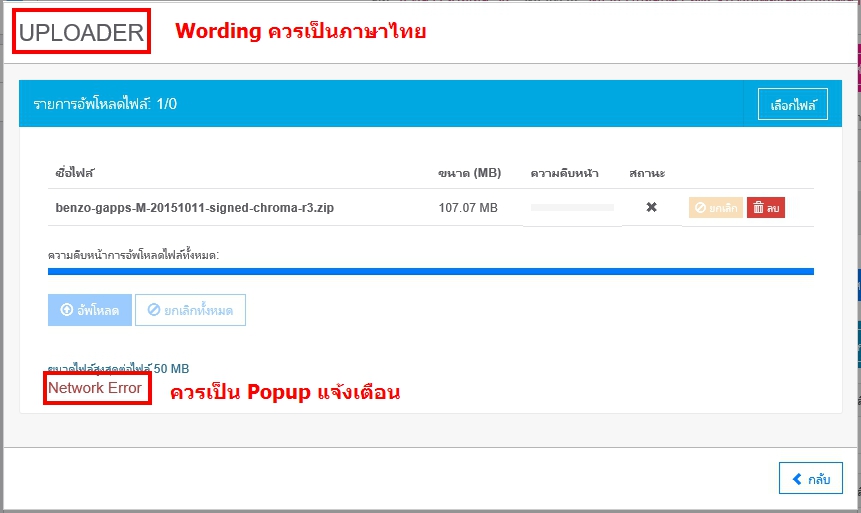 UPLOADER
Wording ควรเป็นภาษาไทย
รายการอัพโหลดไฟล์: 1/0
เลือกไฟล์
ชื่อไฟล์ ขนาด (MB) ความคืบหน้า สถานะ
benzo-gapps-M-20151011-signed-chroma-r3.zip 107.07 MB ยกเลิก ลบ
ความคืบหน้าการอัพโหลดไฟล์ทั้งหมด:
อัพโหลด ยกเลิกทั้งหมด
ขนาดไฟล์สูงสุดต่อไฟล์ 50 MB
Network Error
ควรเป็น Popup แจ้งเตือน
กลับ